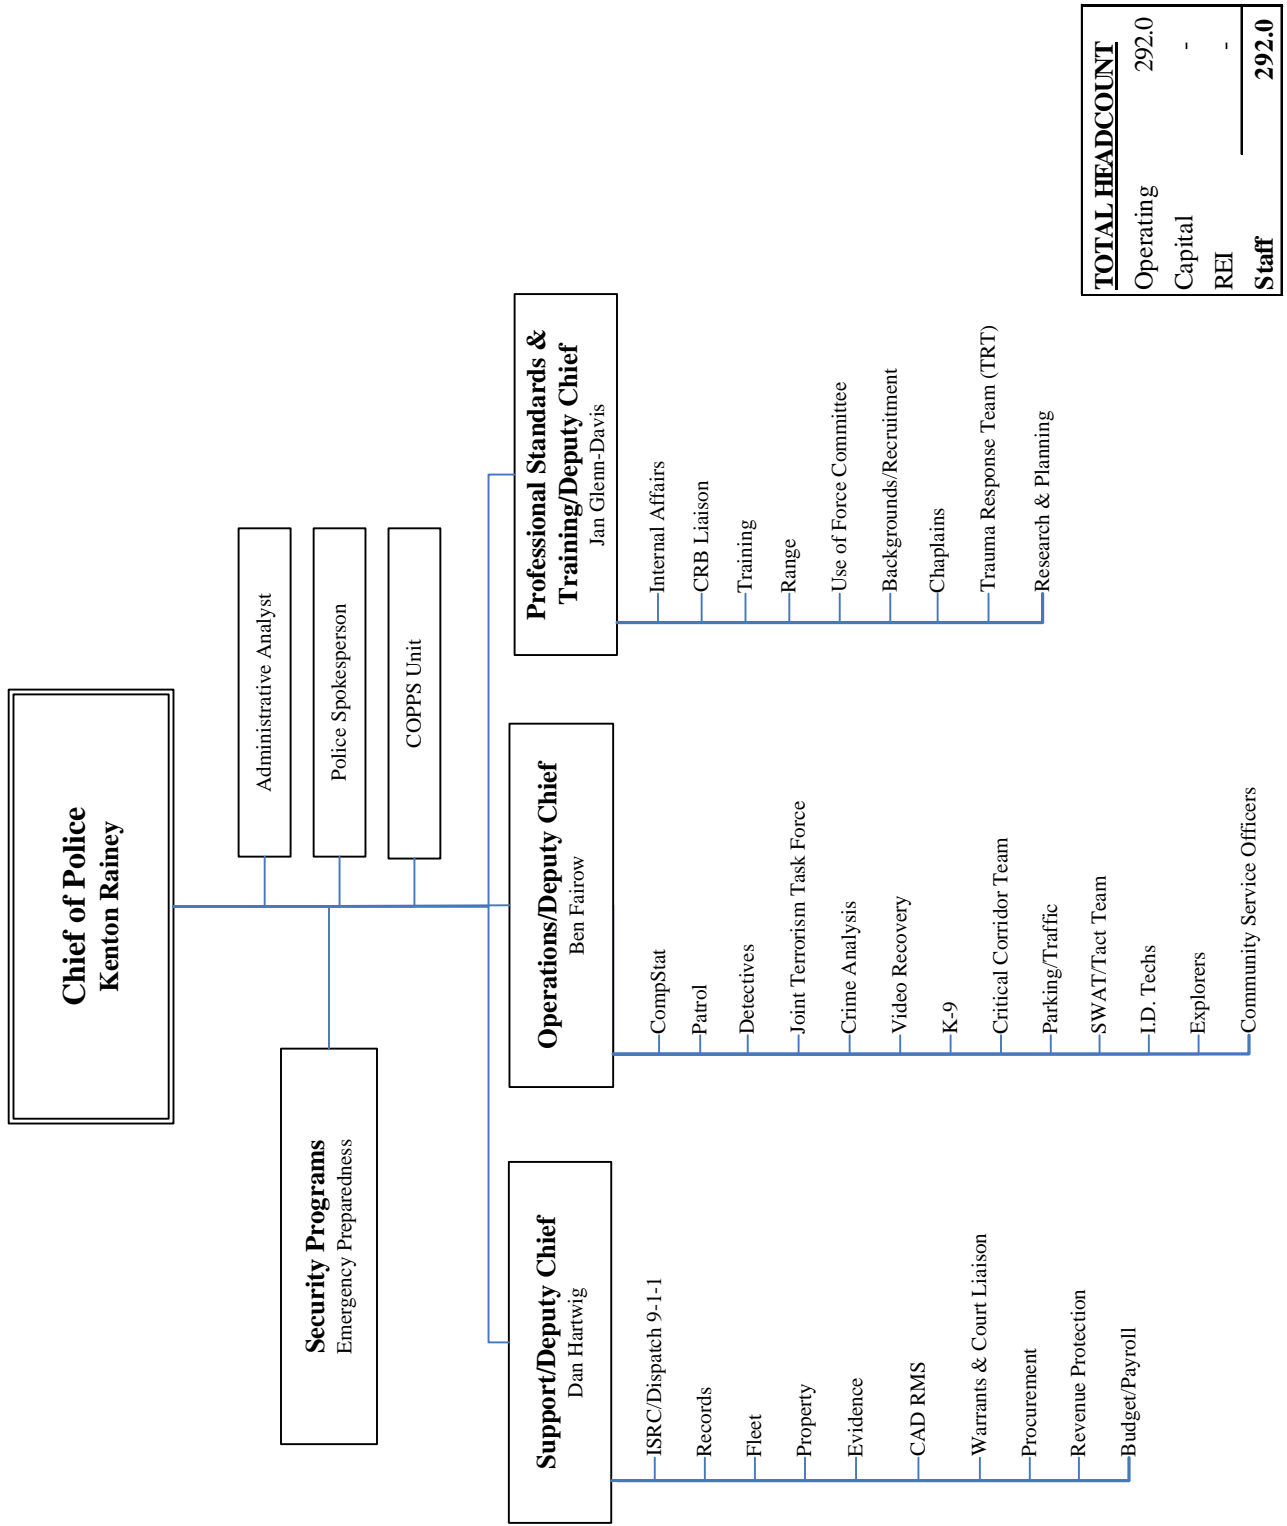 Chief of Police
Kenton Rainey
Administrative Analyst
Police Spokesperson
COPPS Unit
Security Programs
Emergency Preparedness
Support/Deputy Chief
Dan Hartwig
ISRC/Dispatch 9-1-1
Records
Fleet
Property
Evidence
CAD RMS
Warrants & Court Liaison
Procurement
Revenue Protection
Budget/Payroll
Operations/Deputy Chief
Ben Fairow
CompStat
Patrol
Detectives
Joint Terrorism Task Force
Crime Analysis
Video Recovery
K-9
Critical Corridor Team
Parking/Traffic
SWAT/Tact Team
I.D. Techs
Explorers
Community Service Officers
Professional Standards &
Training/Deputy Chief
Jan Glenn-Davis
Internal Affairs
CRB Liaison
Training
Range
Use of Force Committee
Backgrounds/Recruitment
Chaplains
Trauma Response Team (TRT)
Research & Planning
TOTAL HEADCOUNT
Operating 292.0
Capital -
REI -
Staff 292.0